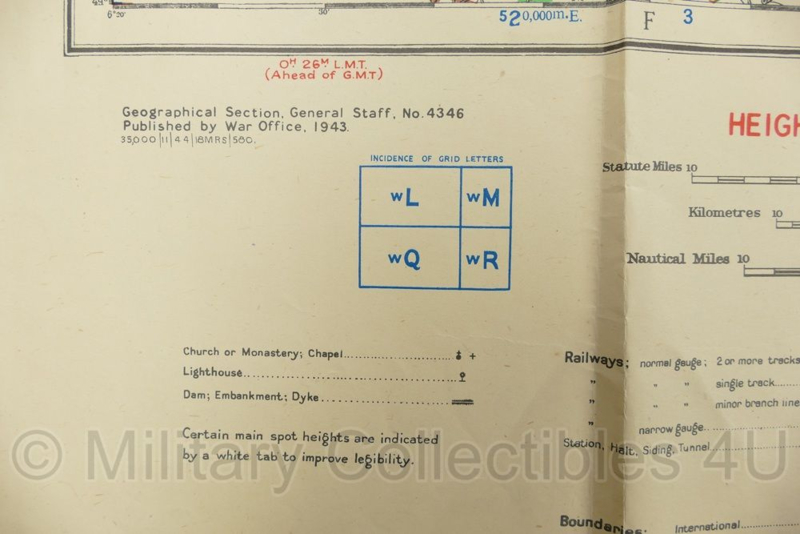 6°20' 30' 520,000m.E. F 3
0H 26M L.M.T.
(Ahead of G.M.T)
Geographical Section, General Staff, No. 4346
Published by War Office, 1943.
35,000/11/44/18MRS/580.
HEIGH
INCIDENCE OF GRID LETTERS
wL wM
wQ wR
Statute Miles 10
Kilometres 10
Nautical Miles 10
Church or Monastery; Chapel
Lighthouse
Dam; Embankment; Dyke
Certain main spot heights are indicated
by a white tab to improve legibility.
Railways; normal gauge; 2 or more tracks
" " " single track
" " " minor branch line
" narrow gauge
Station, Halt, Siding, Tunnel
Boundaries: International
© Military Collectibles 4U